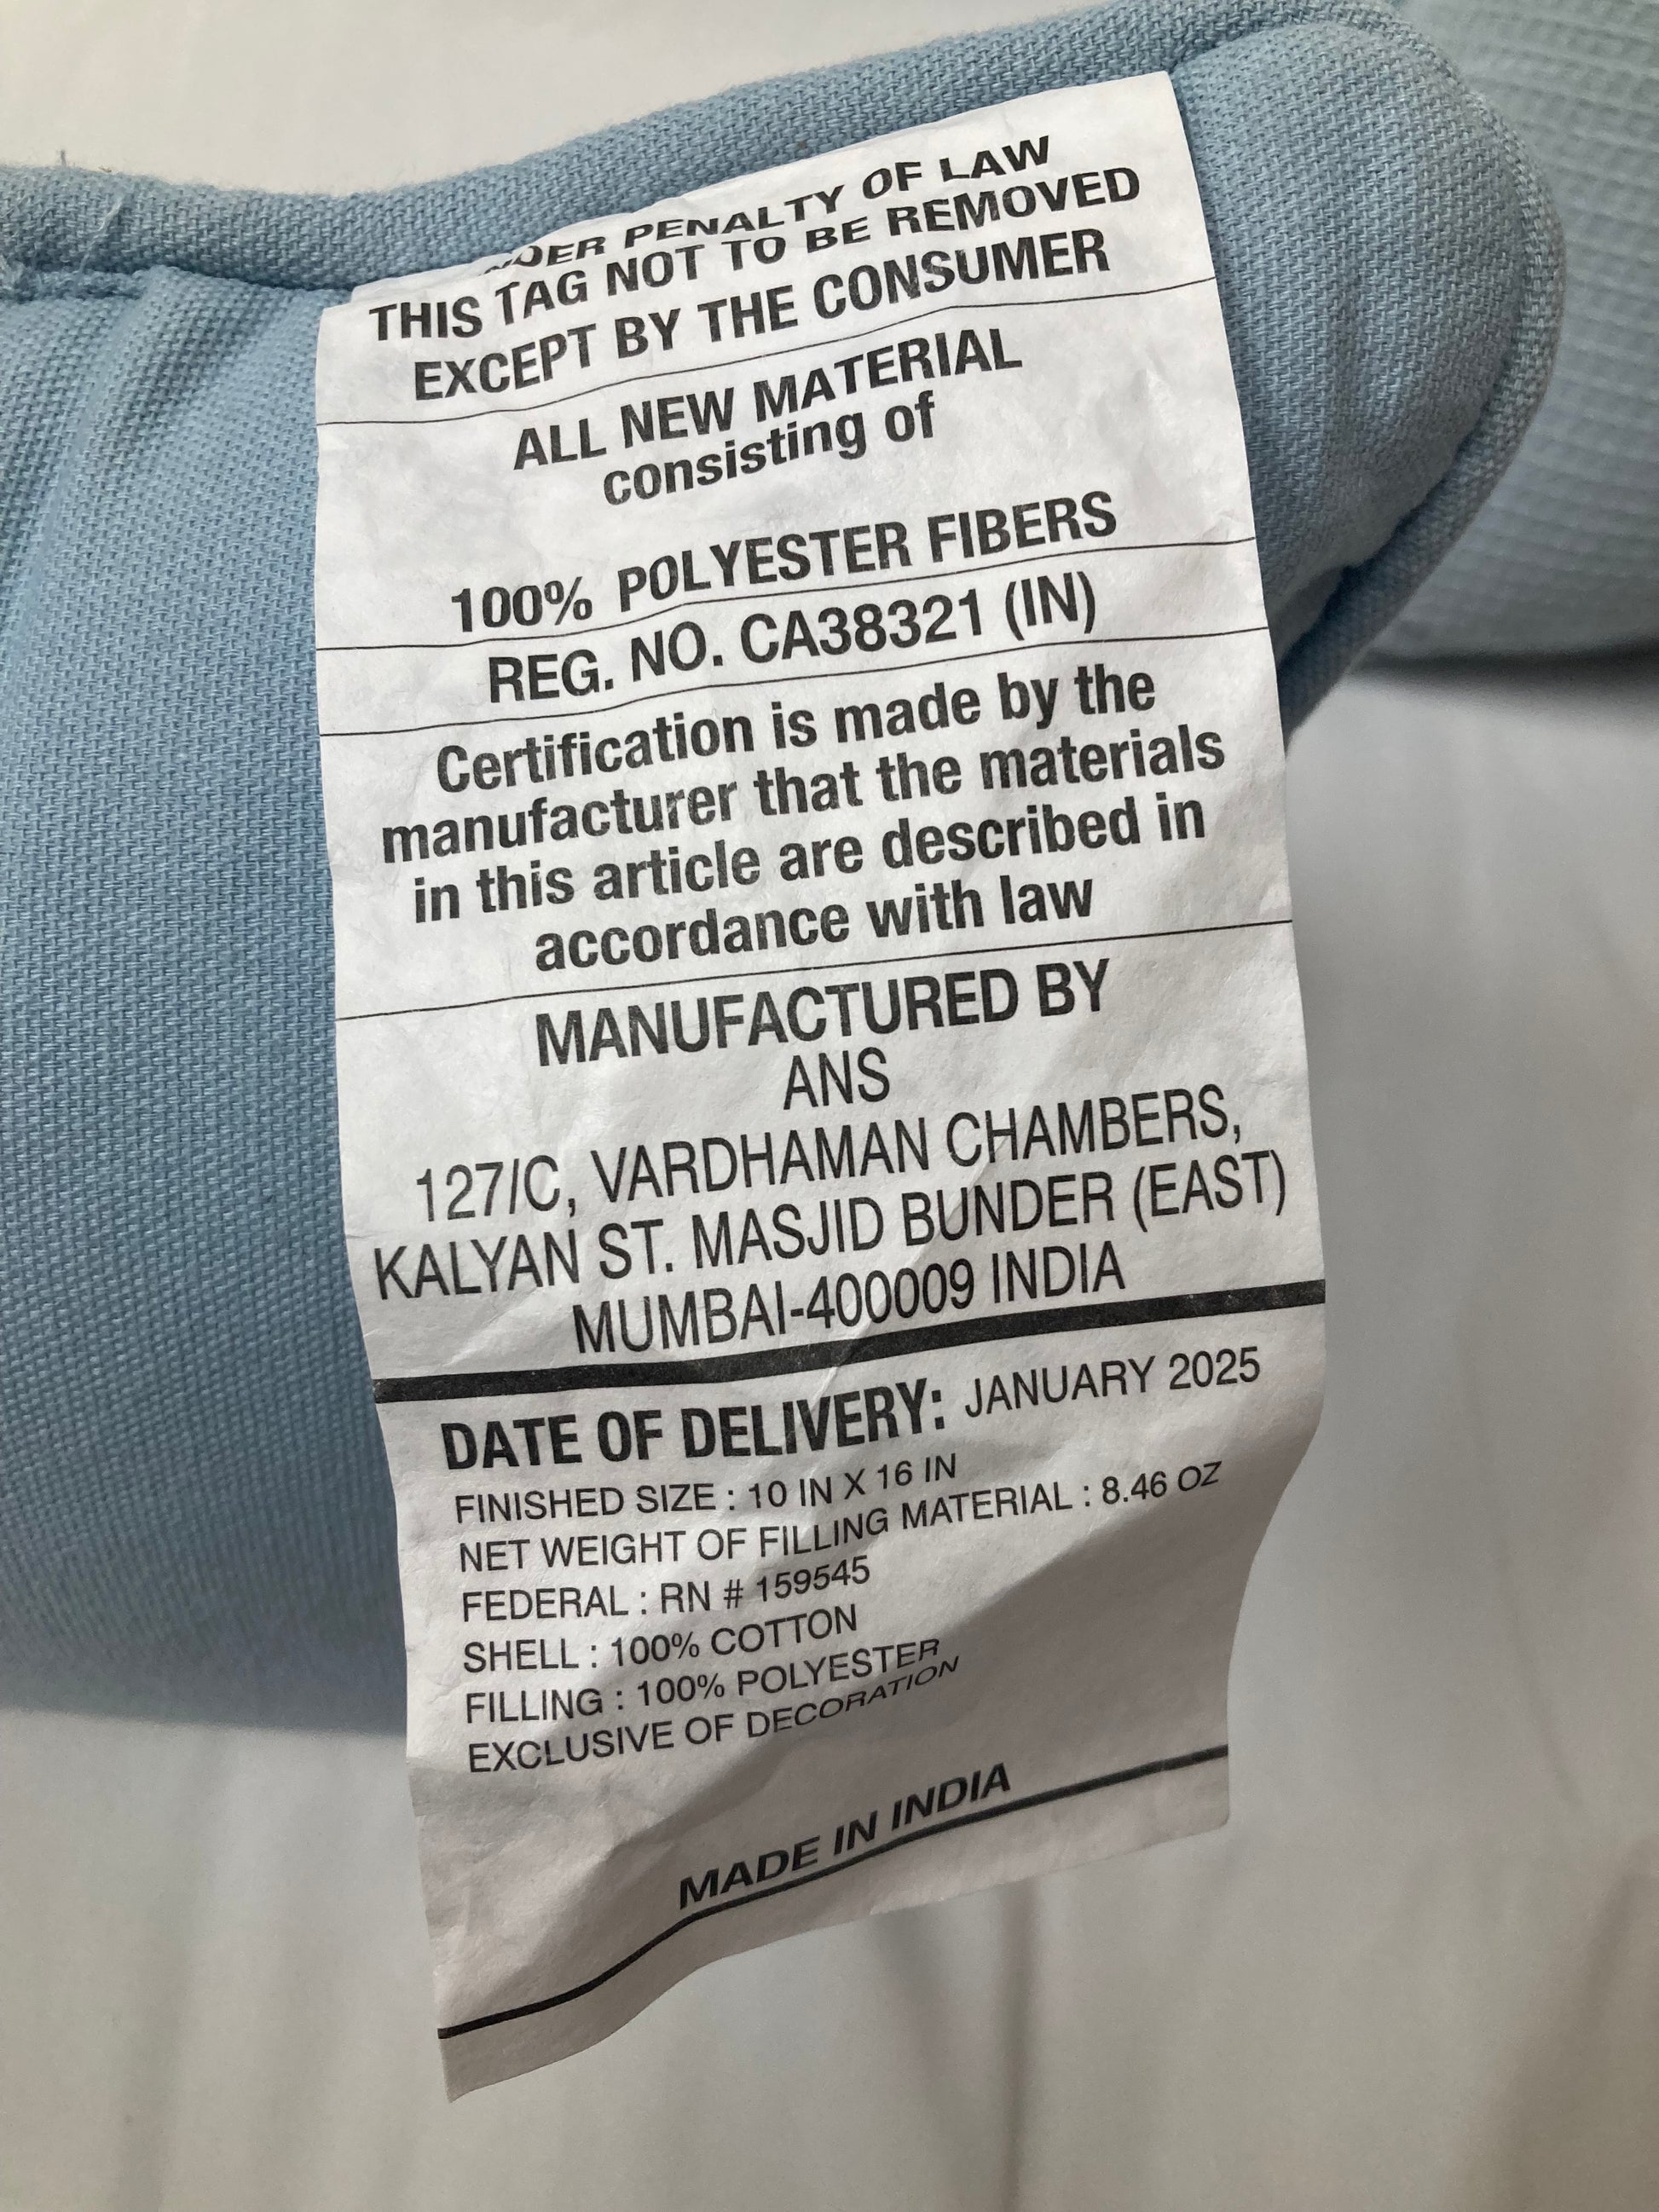 UNDER PENALTY OF LAW
THIS TAG NOT TO BE REMOVED
EXCEPT BY THE CONSUMER
ALL NEW MATERIAL
consisting of
100% POLYESTER FIBERS
REG. NO. CA38321 (IN)
Certification is made by the
manufacturer that the materials
in this article are described in
accordance with law
MANUFACTURED BY
ANS
127/C, VARDHAMAN CHAMBERS,
KALYAN ST. MASJID BUNDER (EAST)
MUMBAI-400009 INDIA
DATE OF DELIVERY: JANUARY 2025
FINISHED SIZE : 10 IN X 16 IN
NET WEIGHT OF FILLING MATERIAL : 8.46 OZ
FEDERAL : RN # 159545
SHELL : 100% COTTON
FILLING : 100% POLYESTER
EXCLUSIVE OF DECORATION
MADE IN INDIA